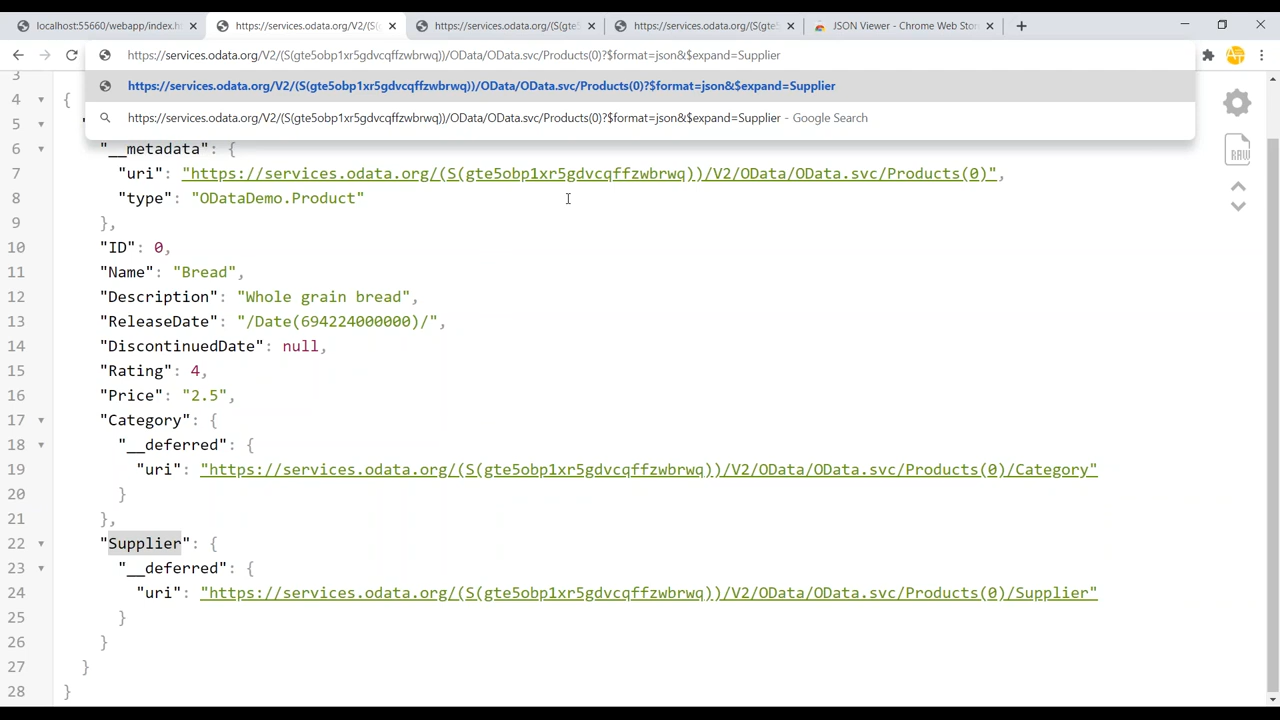 localhost:55660/webapp/index.h
https://services.odata.org/V2/(S(
https://services.odata.org/(S(gte5
https://services.odata.org/(S(gte5
JSON Viewer - Chrome Web Stor
https://services.odata.org/V2/(S(gte5obp1xr5gdvcqffzwbrwq))/OData/OData.svc/Products(0)?$format=json&$expand=Supplier
https://services.odata.org/V2/(S(gte5obp1xr5gdvcqffzwbrwq))/OData/OData.svc/Products(0)?$format=json&$expand=Supplier
https://services.odata.org/V2/(S(gte5obp1xr5gdvcqffzwbrwq))/OData/OData.svc/Products(0)?$format=json&$expand=Supplier - Google Search
3
4 {
5 "
6 "__metadata": {
7 "uri": "https://services.odata.org/(S(gte5obp1xr5gdvcqffzwbrwq))/V2/OData/OData.svc/Products(0)",
8 "type": "ODataDemo.Product"
9 },
10 "ID": 0,
11 "Name": "Bread",
12 "Description": "Whole grain bread",
13 "ReleaseDate": "/Date(694224000000)/",
14 "DiscontinuedDate": null,
15 "Rating": 4,
16 "Price": "2.5",
17 "Category": {
18 "__deferred": {
19 "uri": "https://services.odata.org/(S(gte5obp1xr5gdvcqffzwbrwq))/V2/OData/OData.svc/Products(0)/Category"
20 }
21 },
22 "Supplier": {
23 "__deferred": {
24 "uri": "https://services.odata.org/(S(gte5obp1xr5gdvcqffzwbrwq))/V2/OData/OData.svc/Products(0)/Supplier"
25 }
26 }
27 }
28 }
RAW